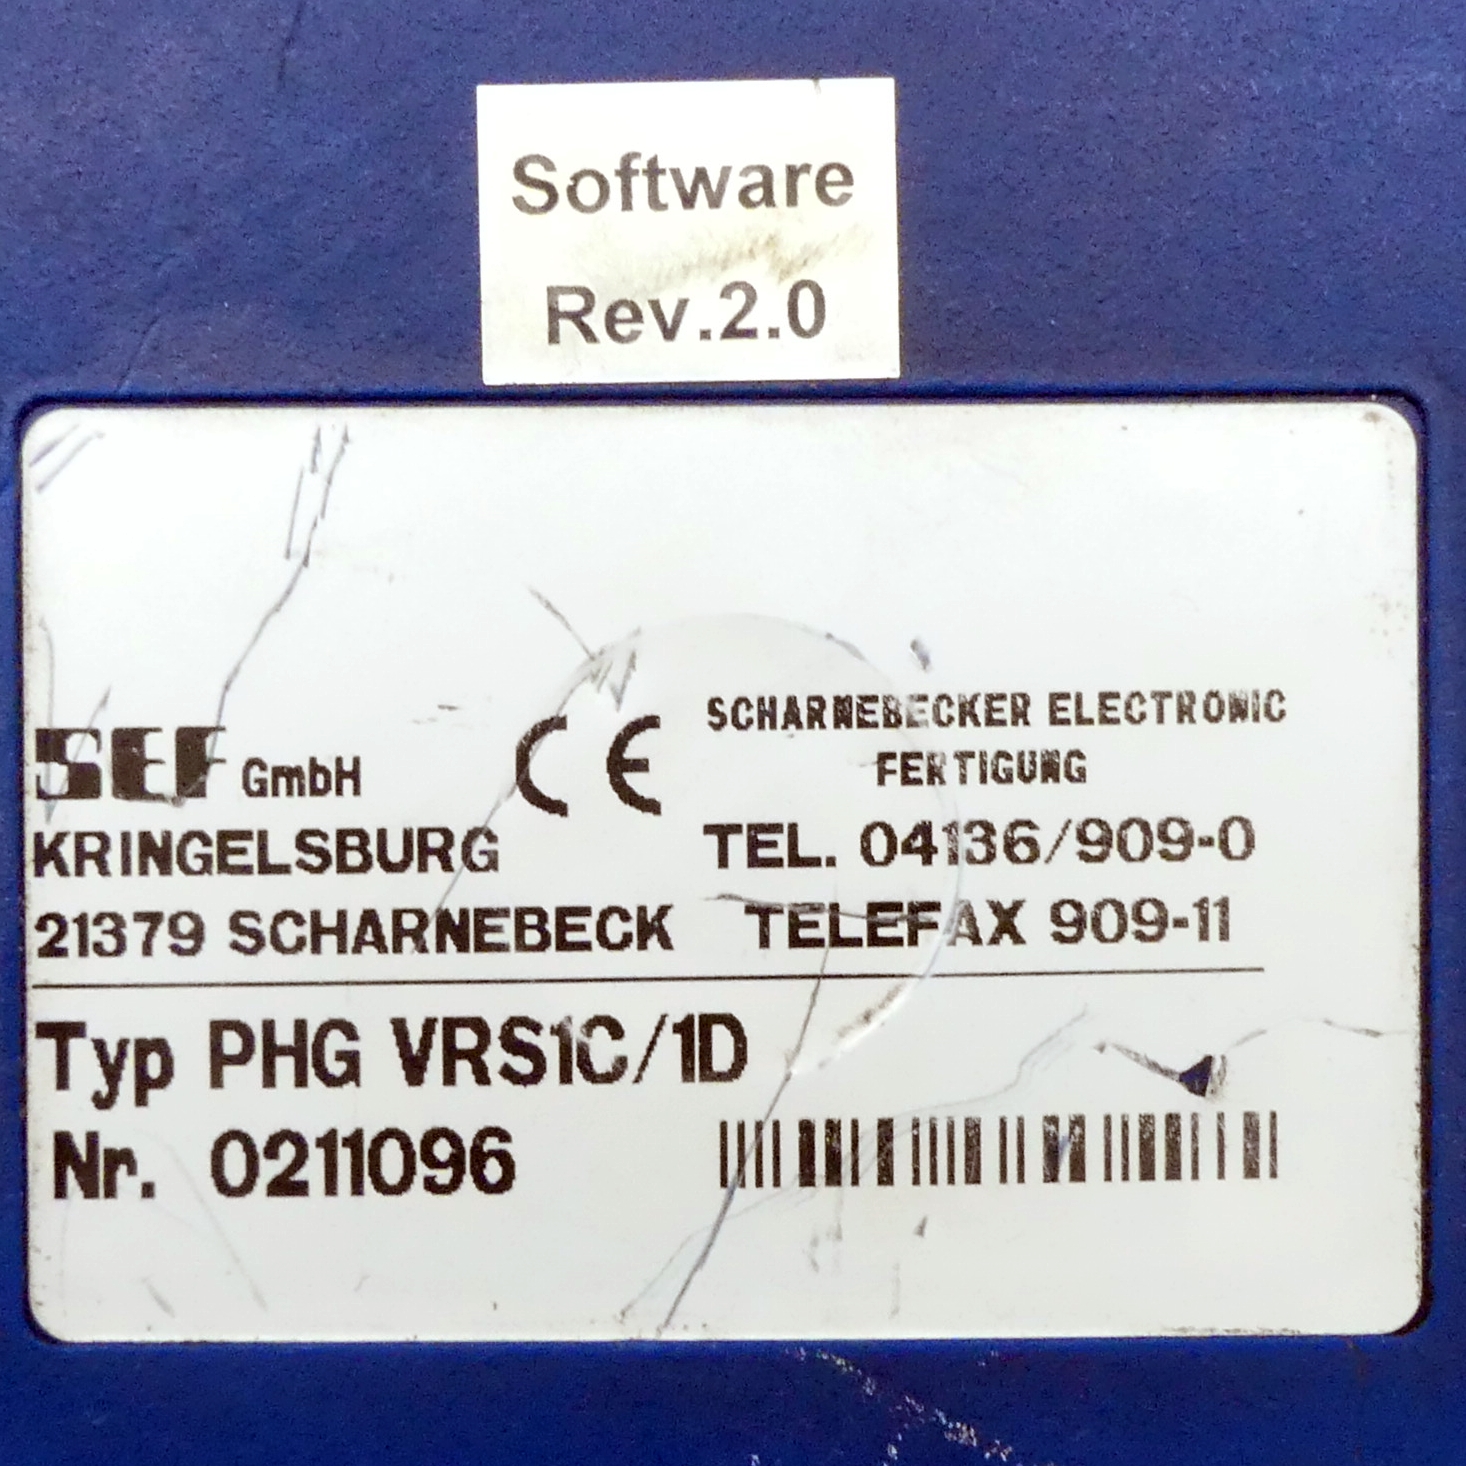 Software
Rev.2.0
SEF GmbH
KRINGELSBURG
21379 SCHARNEBECK
CE
SCHARNEBECKER ELECTRONIC
FERTIGUNG
TEL. 04136/909-0
TELEFAX 909-11
Typ PHG VRS1C/1D
Nr. 0211096